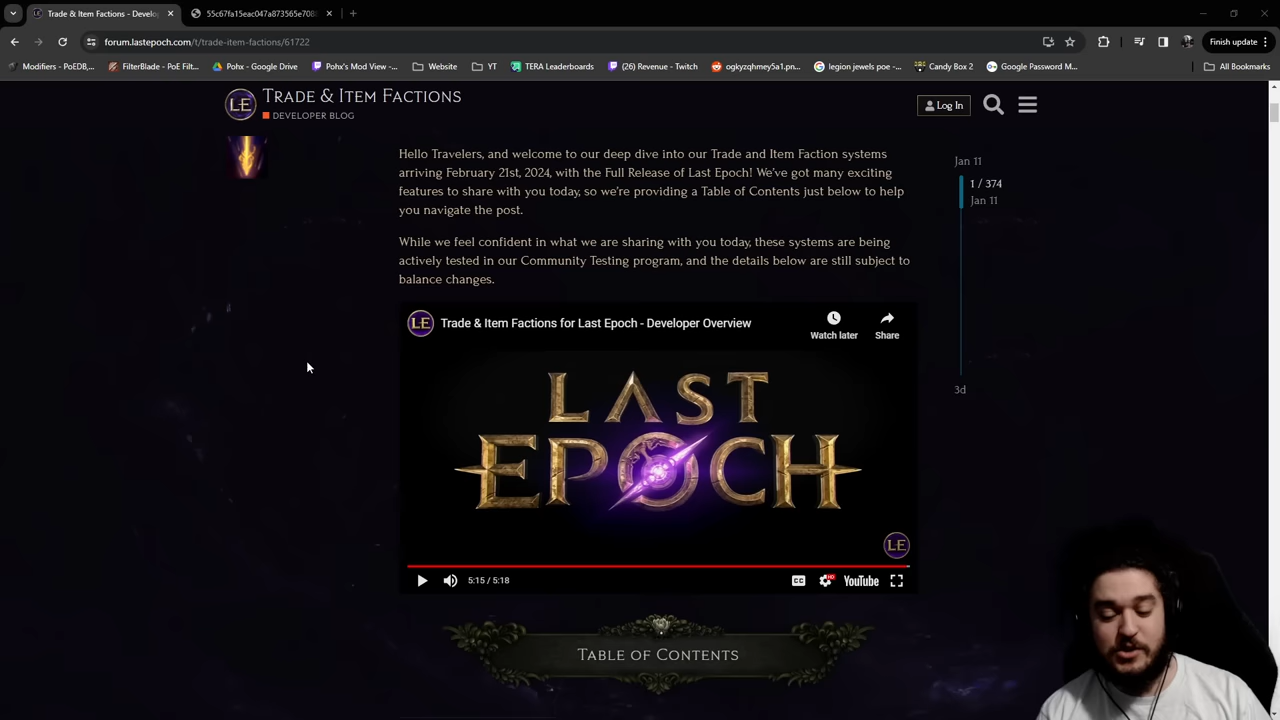 Trade & Item Factions - Develo
55c67fa15eac047a873565e708
forum.lastepoch.com/t/trade-item-factions/61722
Finish update
Modifiers - PoEDB,...
FilterBlade - PoE Filt...
Pohx - Google Drive
Pohx's Mod View -...
Website
YT
TERA Leaderboards
(26) Revenue - Twitch
ogkyzqhmey5a1.pn...
legion jewels poe -...
Candy Box 2
Google Password M...
All Bookmarks
LE
TRADE & ITEM FACTIONS
DEVELOPER BLOG
Log In
Hello Travelers, and welcome to our deep dive into our Trade and Item Faction systems
arriving February 21st, 2024, with the Full Release of Last Epoch! We've got many exciting
features to share with you today, so we're providing a Table of Contents just below to help
you navigate the post.
While we feel confident in what we are sharing with you today, these systems are being
actively tested in our Community Testing program, and the details below are still subject to
balance changes.
Jan 11
1 / 374
Jan 11
3d
LE
Trade & Item Factions for Last Epoch - Developer Overview
Watch later
Share
LAST
EPOCH
LE
5:15 / 5:18
CC
HD
YouTube
TABLE OF CONTENTS